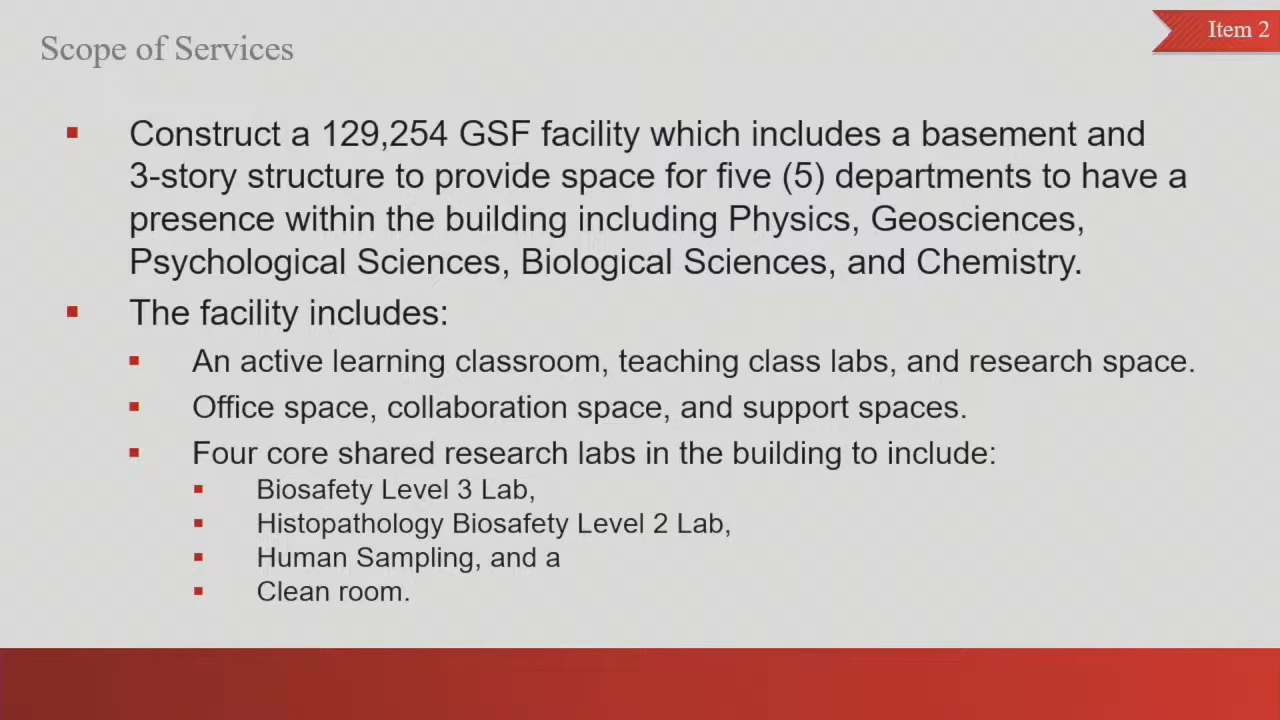 Scope of Services
Item 2
Construct a 129,254 GSF facility which includes a basement and
3-story structure to provide space for five (5) departments to have a
presence within the building including Physics, Geosciences,
Psychological Sciences, Biological Sciences, and Chemistry.
The facility includes:
An active learning classroom, teaching class labs, and research space.
Office space, collaboration space, and support spaces.
Four core shared research labs in the building to include:
Biosafety Level 3 Lab,
Histopathology Biosafety Level 2 Lab,
Human Sampling, and a
Clean room.